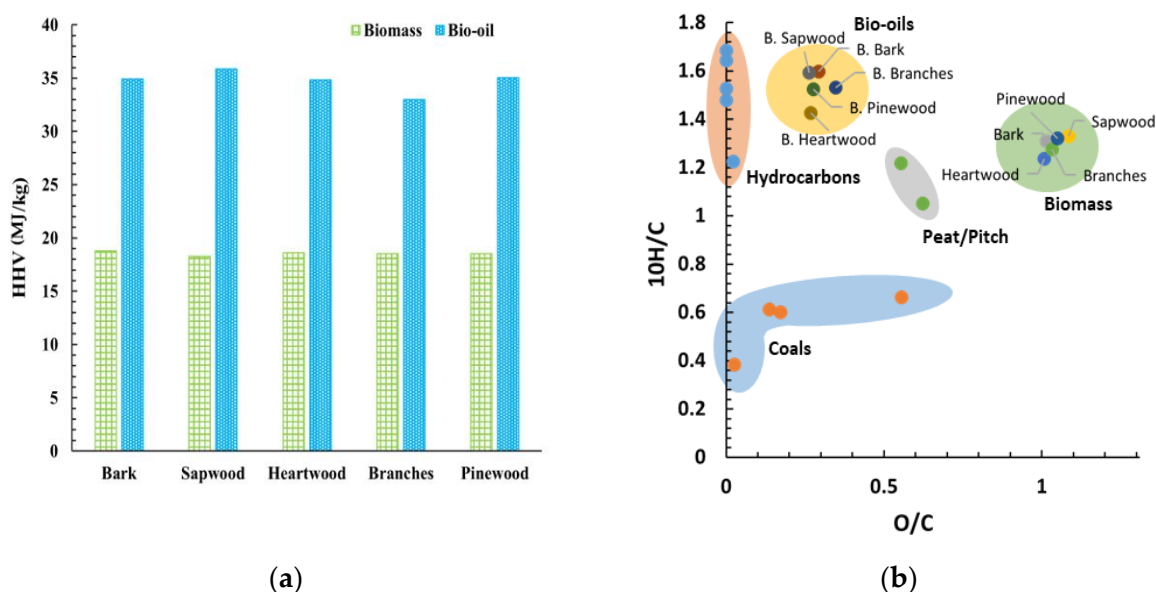 Biomass Bio-oil
HHV (MJ/kg)
40
35
30
25
20
15
10
5
0
Bark Sapwood Heartwood Branches Pinewood
(a)
10H/C
1.8
1.6
1.4
1.2
1
0.8
0.6
0.4
0.2
0
Bio-oils
B. Sapwood
B. Bark
B. Branches
B. Pinewood
B. Heartwood
Hydrocarbons
Pinewood
Sapwood
Bark
Heartwood
Branches
Biomass
Peat/Pitch
Coals
0 0.5 1
O/C
(b)